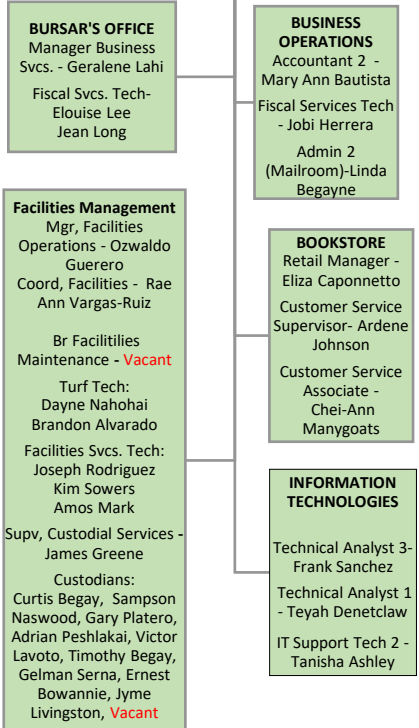 BURSAR'S OFFICE
Manager Business
Svcs. - Geralene Lahi
Fiscal Svcs. Tech-
Elouise Lee
Jean Long
BUSINESS
OPERATIONS
Accountant 2 -
Mary Ann Bautista
Fiscal Services Tech
- Jobi Herrera
Admin 2
(Mailroom)-Linda
Begayne
Facilities Management
Mgr, Facilities
Operations - Ozwaldo
Guerero
Coord, Facilities - Rae
Ann Vargas-Ruiz
Br Facilitilies
Maintenance - Vacant
Turf Tech:
Dayne Nahohai
Brandon Alvarado
Facilities Svcs. Tech:
Joseph Rodriguez
Kim Sowers
Amos Mark
Supv, Custodial Services -
James Greene
Custodians:
Curtis Begay, Sampson
Naswood, Gary Platero,
Adrian Peshlakai, Victor
Lavoto, Timothy Begay,
Gelman Serna, Ernest
Bowannie, Jyme
Livingston, Vacant
BOOKSTORE
Retail Manager -
Eliza Caponnetto
Customer Service
Supervisor- Ardene
Johnson
Customer Service
Associate -
Chei-Ann
Manygoats
INFORMATION
TECHNOLOGIES
Technical Analyst 3-
Frank Sanchez
Technical Analyst 1
- Teyah Denetclaw
IT Support Tech 2 -
Tanisha Ashley